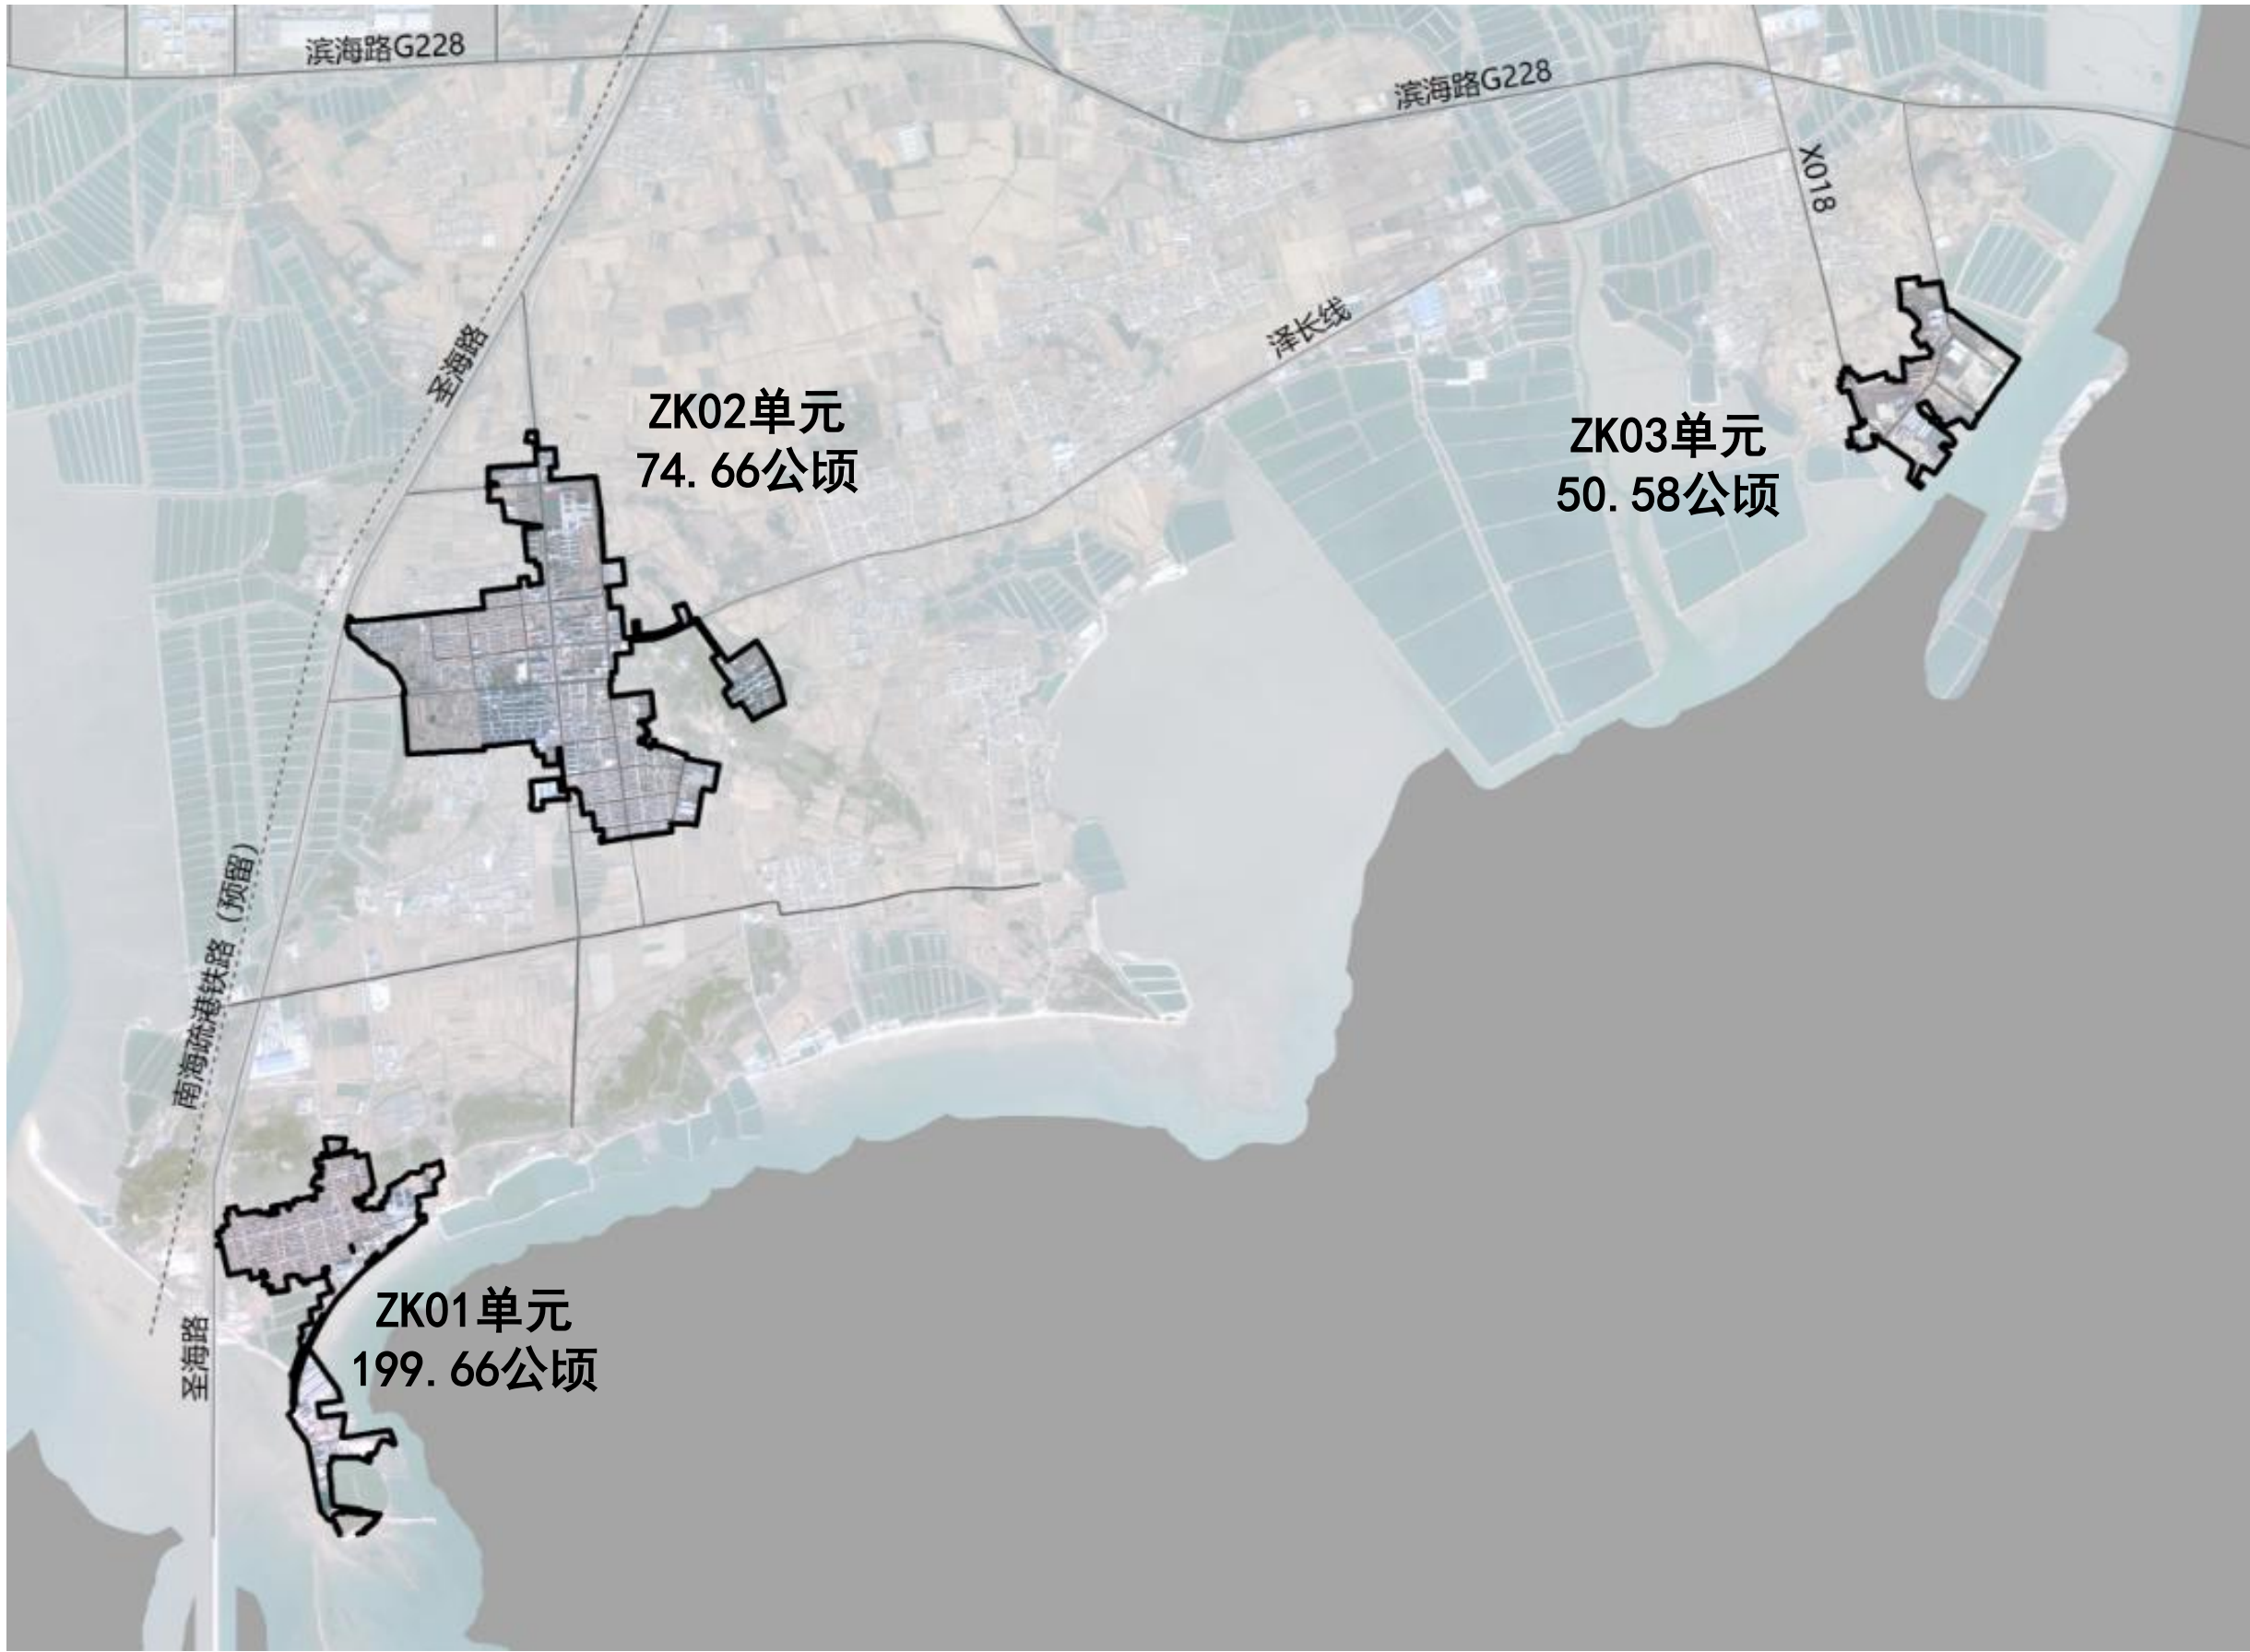 滨海路G228
滨海路G228
X018
圣海路
泽长线
ZK02单元
74.66公顷
ZK03单元
50.58公顷
南海疏港铁路（预留）
ZK01单元
199.66公顷
圣海路